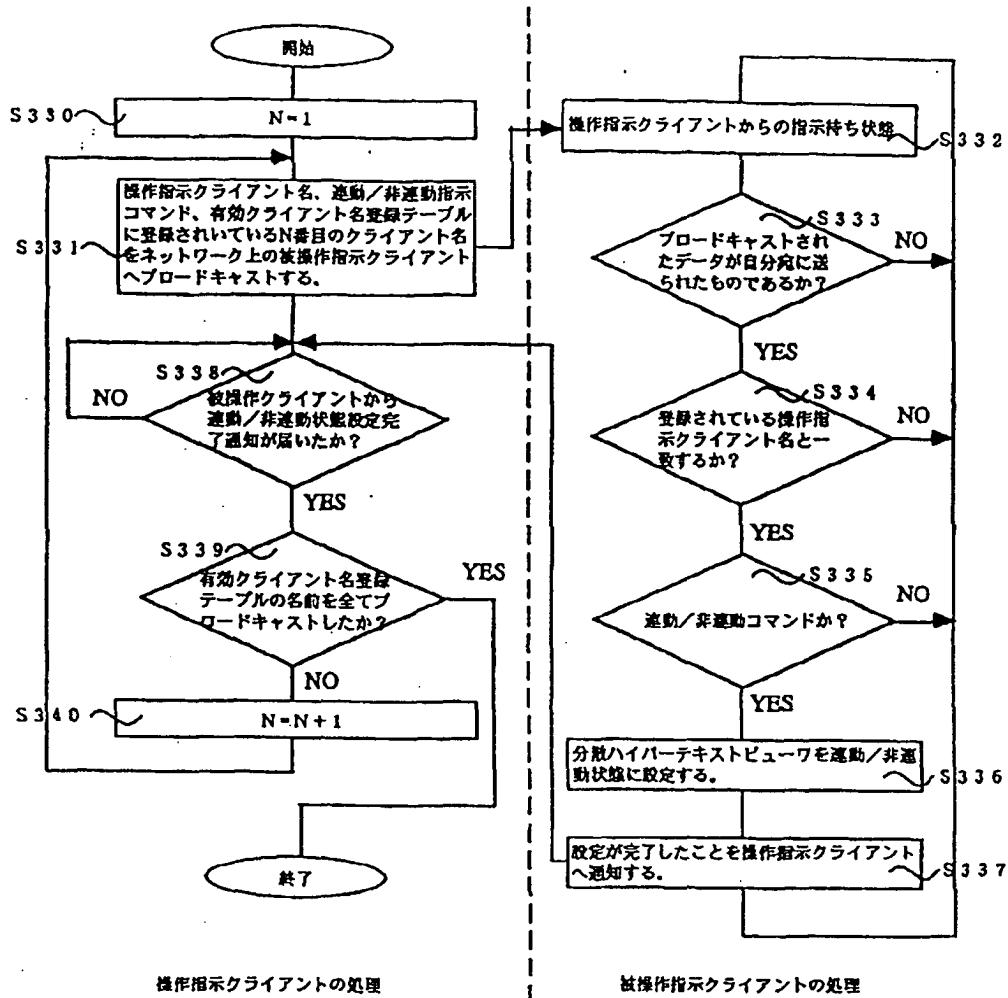 開始
S330
N=1
操作指示クライアント名、連動／非連動指示
コマンド、有効クライアント名登録テーブル
に登録されいているN番目のクライアント名
をネットワーク上の被操作指示クライアント
へブロードキャストする。
S331
S338
被操作クライアントから
連動／非連動状態設定完
了通知が届いたか？
NO
YES
S339
有効クライアント名登録
テーブルの名前を全てブ
ロードキャストしたか？
YES
NO
S340
N=N+1
終了
操作指示クライアントの処理
操作指示クライアントからの指示待ち状態
S332
S333
ブロードキャストされ
たデータが自分宛に送
られたものであるか？
NO
YES
S334
登録されている操作指
示クライアント名と一
致するか？
NO
YES
S335
連動／非連動コマンドか？
NO
YES
分散ハイパーテキストビューワを連動／非連
動状態に設定する。
S336
設定が完了したことを操作指示クライアント
へ通知する。
S337
被操作指示クライアントの処理